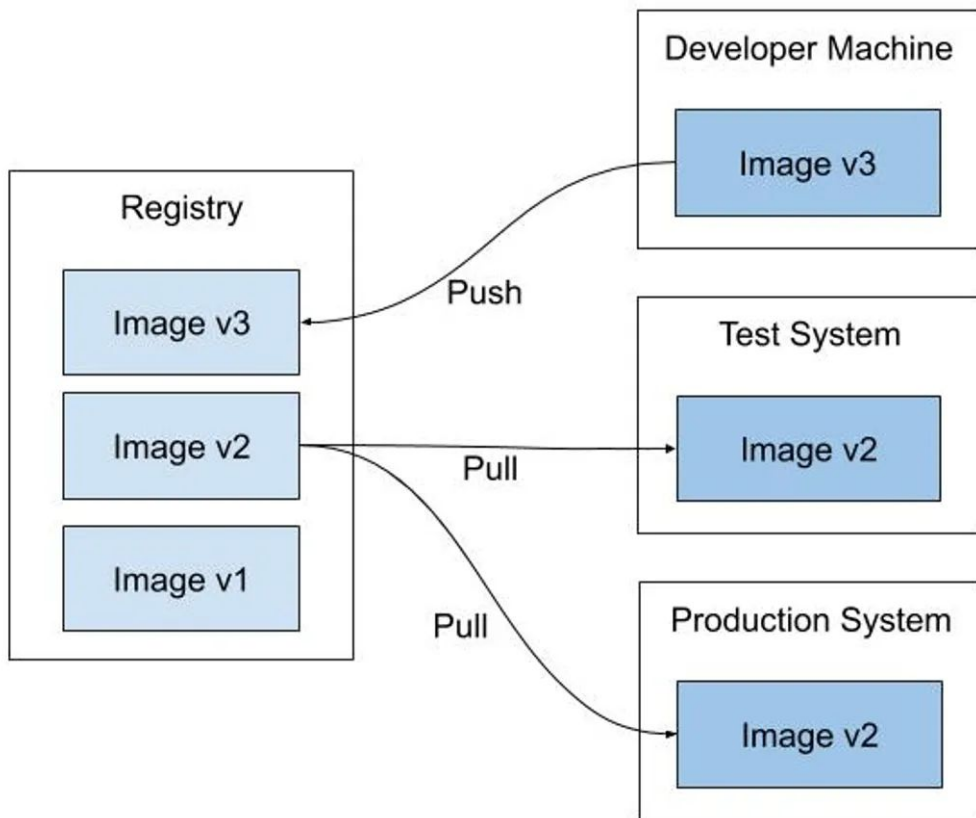 Developer Machine
Image v3
Registry
Image v3
Image v2
Image v1
Push
Pull
Pull
Test System
Image v2
Production System
Image v2